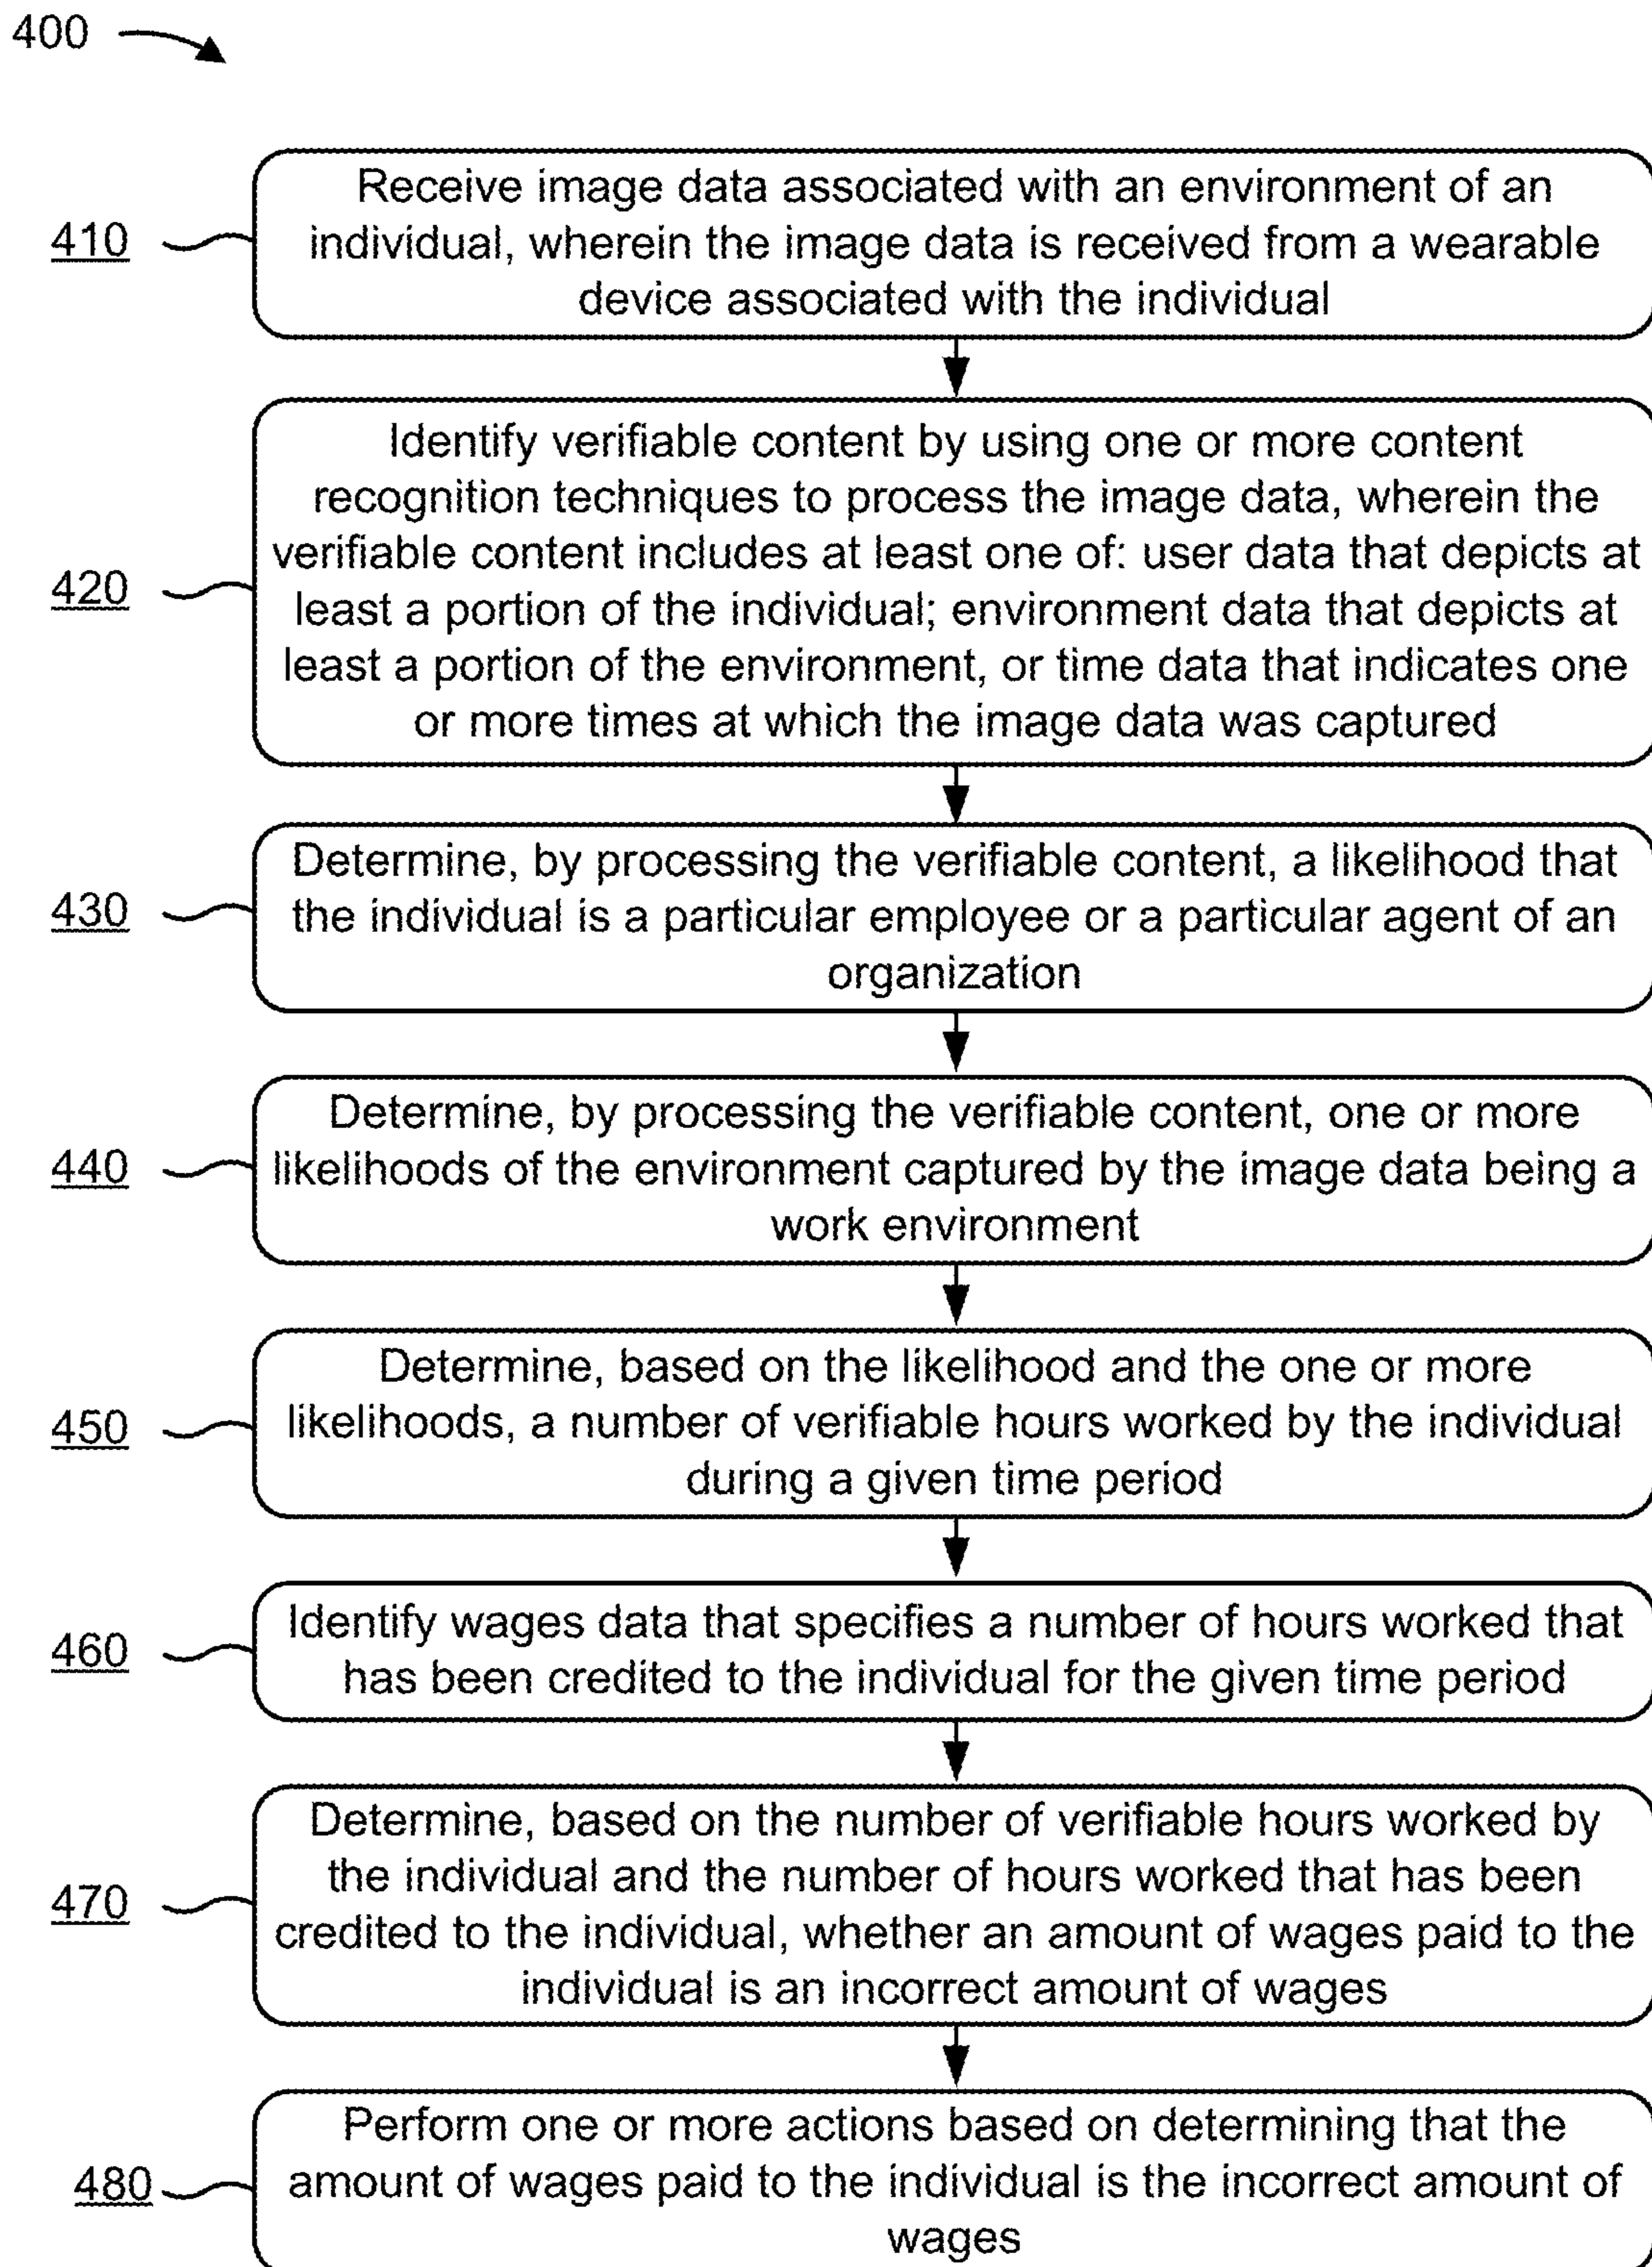 400
410
Receive image data associated with an environment of an
individual, wherein the image data is received from a wearable
device associated with the individual
420
Identify verifiable content by using one or more content
recognition techniques to process the image data, wherein the
verifiable content includes at least one of: user data that depicts at
least a portion of the individual; environment data that depicts at
least a portion of the environment, or time data that indicates one
or more times at which the image data was captured
430
Determine, by processing the verifiable content, a likelihood that
the individual is a particular employee or a particular agent of an
organization
440
Determine, by processing the verifiable content, one or more
likelihoods of the environment captured by the image data being a
work environment
450
Determine, based on the likelihood and the one or more
likelihoods, a number of verifiable hours worked by the individual
during a given time period
460
Identify wages data that specifies a number of hours worked that
has been credited to the individual for the given time period
470
Determine, based on the number of verifiable hours worked by
the individual and the number of hours worked that has been
credited to the individual, whether an amount of wages paid to the
individual is an incorrect amount of wages
480
Perform one or more actions based on determining that the
amount of wages paid to the individual is the incorrect amount of
wages